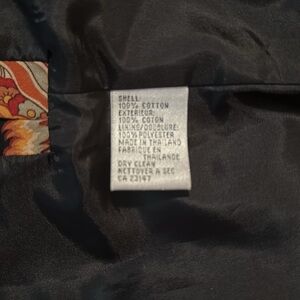 SHELL:
100% COTTON
EXTERIEUR:
100% COTON
LINING/DOUBLURE:
100% POLYESTER
MADE IN THAILAND
FABRIQUE EN
THAILANDE
DRY CLEAN
NETTOYER A SEC
CA 23147